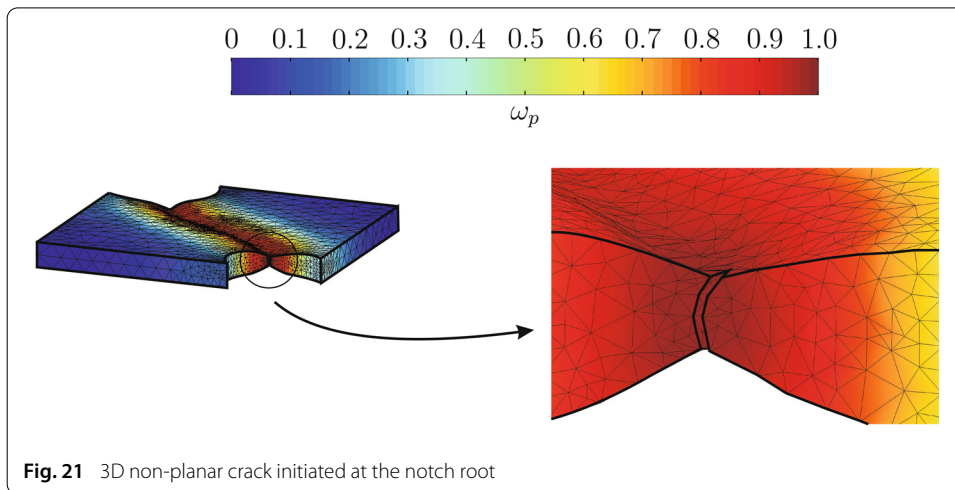 0 0.1 0.2 0.3 0.4 0.5 0.6 0.7 0.8 0.9 1.0
ω_p
Fig. 21 3D non-planar crack initiated at the notch root